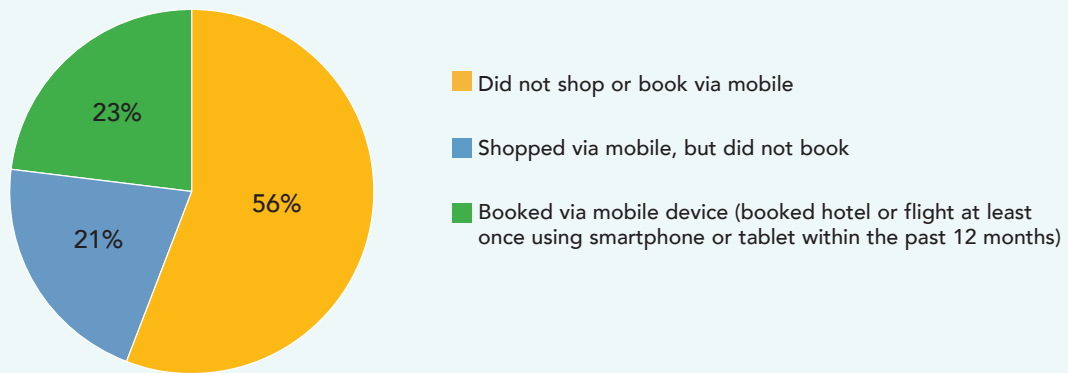 23%
56%
21%
Did not shop or book via mobile
Shopped via mobile, but did not book
Booked via mobile device (booked hotel or flight at least
once using smartphone or tablet within the past 12 months)